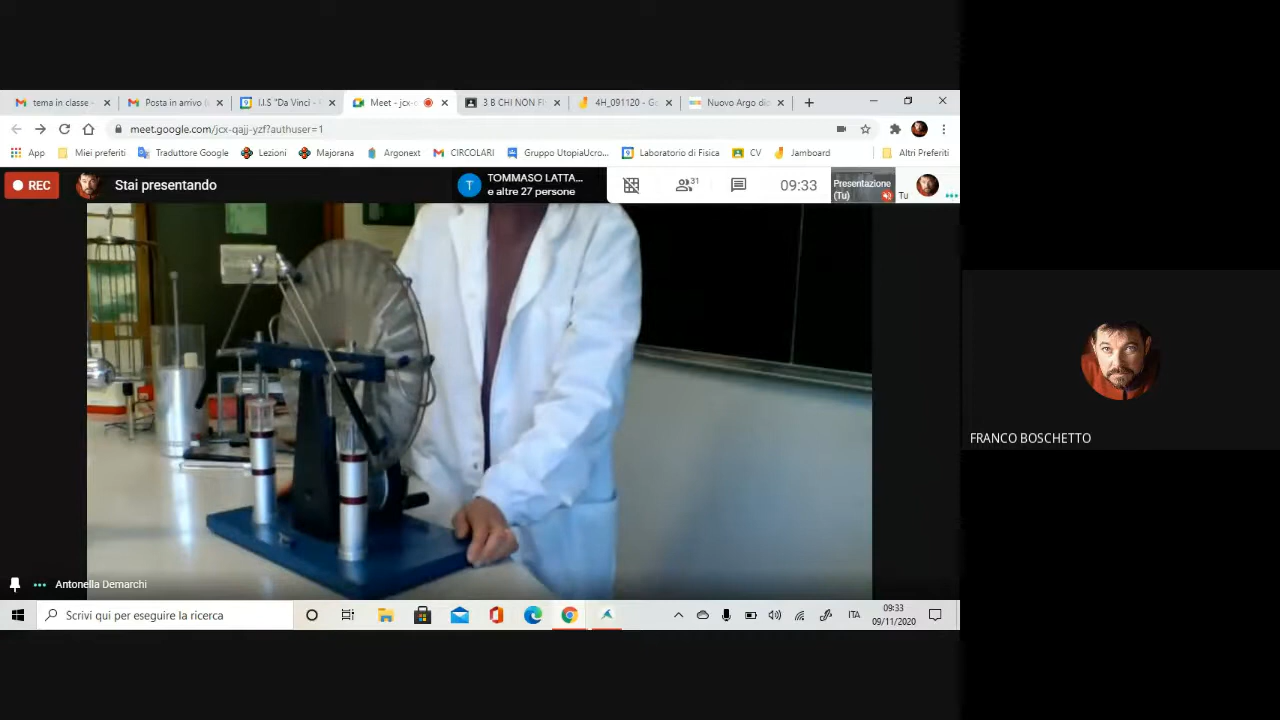 tema in classe -
Posta in arrivo (
I.I.S "Da Vinci -
Meet - jcx-c
3 B CHI NON F
4H_091120 - Go
Nuovo Argo di
meet.google.com/jcx-qajj-yzf?authuser=1
App
Miei preferiti
Traduttore Google
Lezioni
Majorana
Argonext
CIRCOLARI
Gruppo UtopiaUcro...
Laboratorio di Fisica
CV
Jamboard
Altri Preferiti
REC
Stai presentando
T
TOMMASO LATTA...
e altre 27 persone
31
09:33
Presentazione
(Tu)
Tu
FRANCO BOSCHETTO
Antonella Demarchi
Scrivi qui per eseguire la ricerca
ITA
09:33
09/11/2020